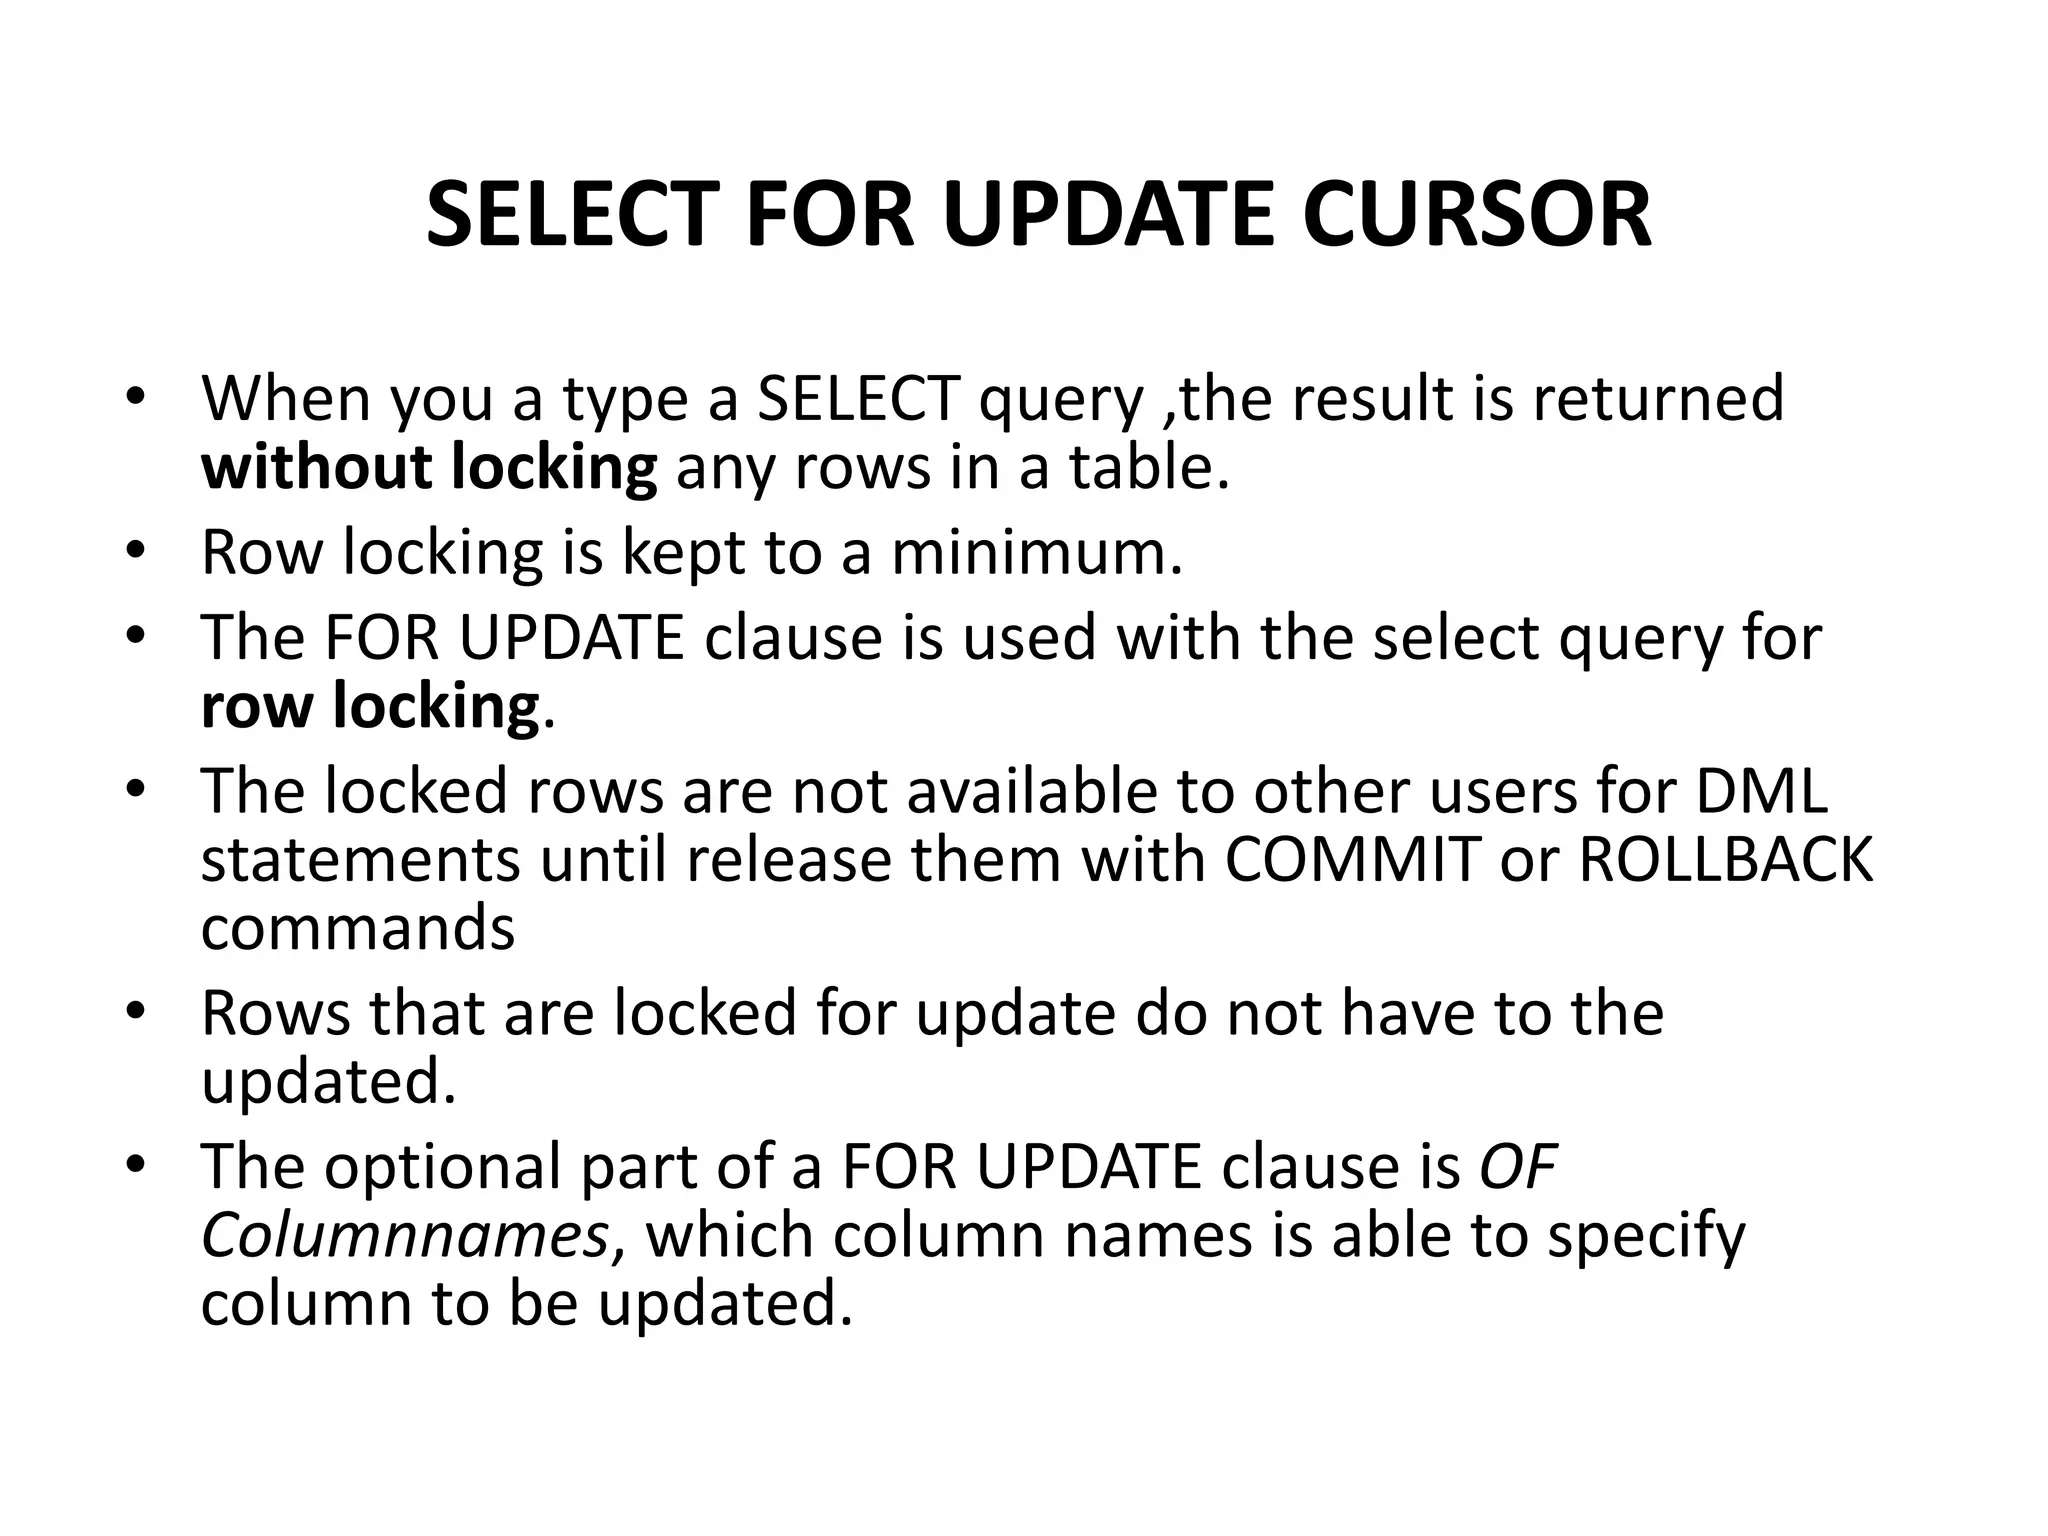 SELECT FOR UPDATE CURSOR
• When you a type a SELECT query ,the result is returned
without locking any rows in a table.
• Row locking is kept to a minimum.
• The FOR UPDATE clause is used with the select query for
row locking.
• The locked rows are not available to other users for DML
statements until release them with COMMIT or ROLLBACK
commands
• Rows that are locked for update do not have to the
updated.
• The optional part of a FOR UPDATE clause is OF
Columnnames, which column names is able to specify
column to be updated.